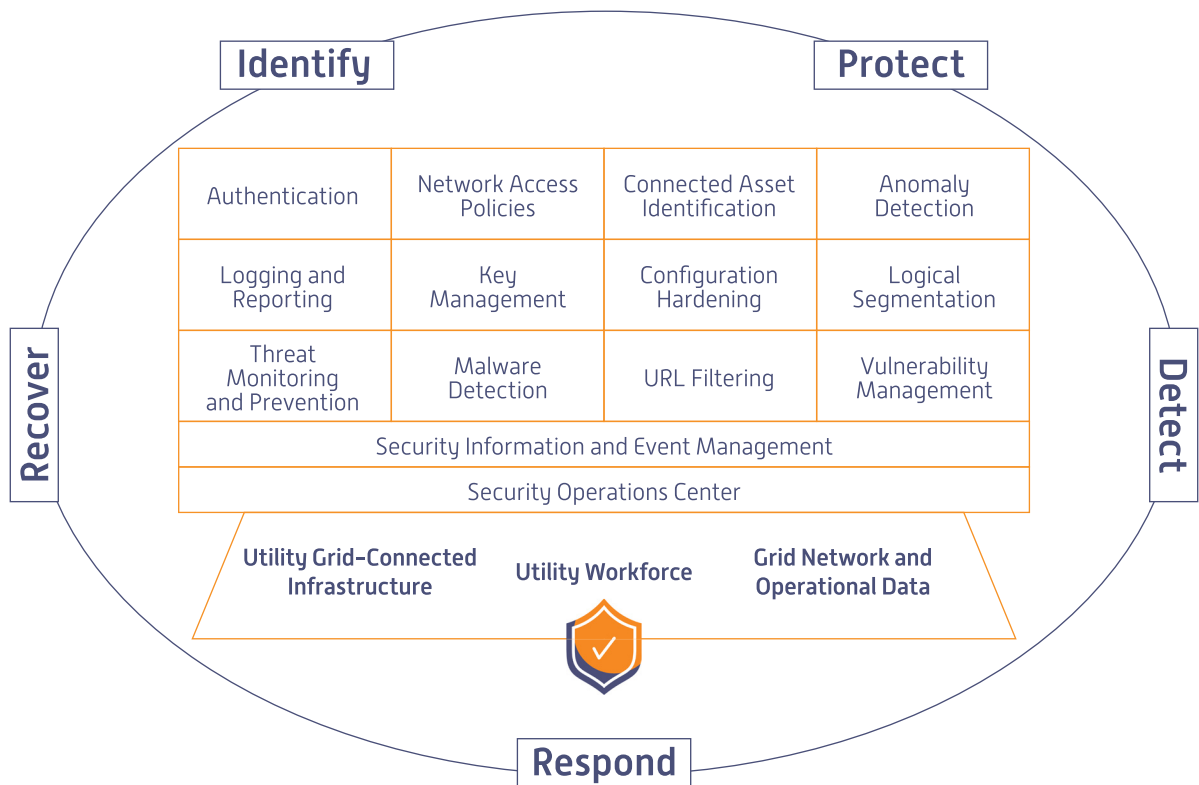 Identify
Protect
Authentication
Network Access
Policies
Connected Asset
Identification
Anomaly
Detection
Logging and
Reporting
Key
Management
Configuration
Hardening
Logical
Segmentation
Threat
Monitoring
and Prevention
Malware
Detection
URL Filtering
Vulnerability
Management
Recover
Detect
Security Information and Event Management
Security Operations Center
Utility Grid-Connected
Infrastructure
Utility Workforce
Grid Network and
Operational Data
Respond